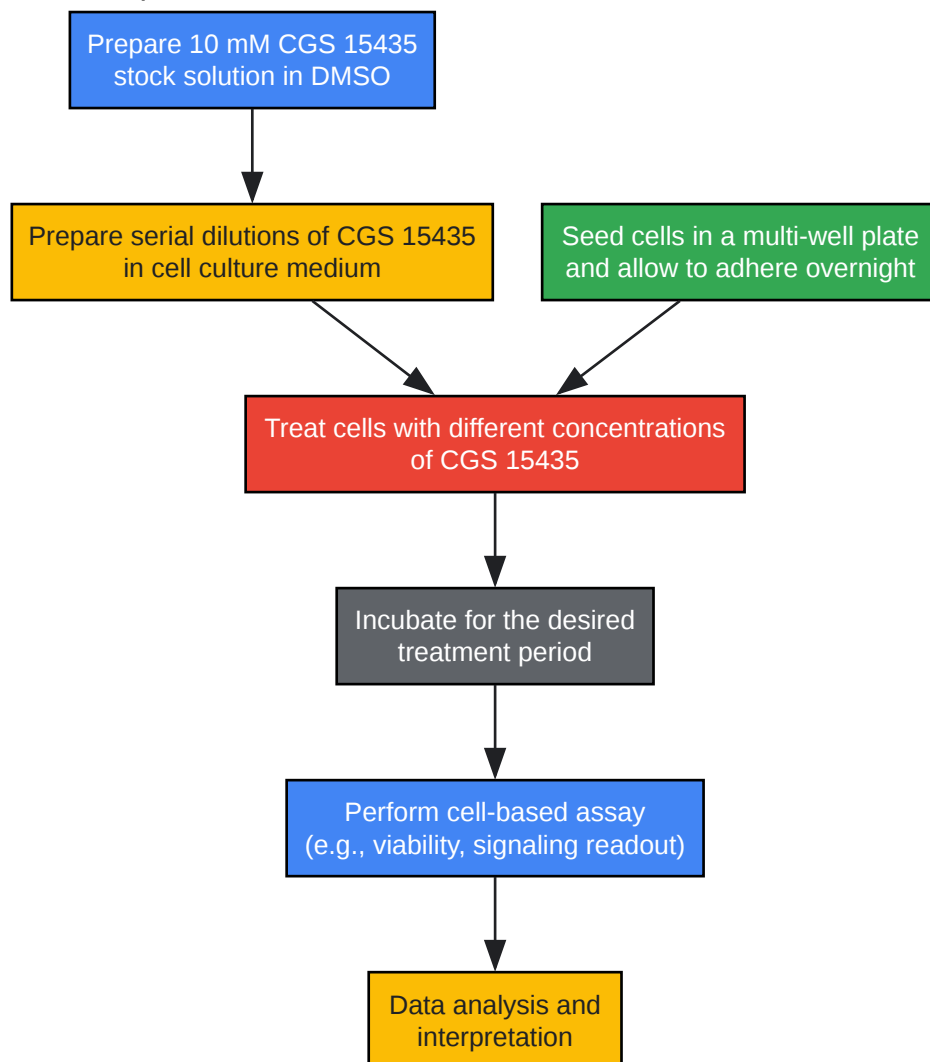 Prepare 10 mM CGS 15435
stock solution in DMSO
Prepare serial dilutions of CGS 15435
in cell culture medium
Seed cells in a multi-well plate
and allow to adhere overnight
Treat cells with different concentrations
of CGS 15435
Incubate for the desired
treatment period
Perform cell-based assay
(e.g., viability, signaling readout)
Data analysis and
interpretation